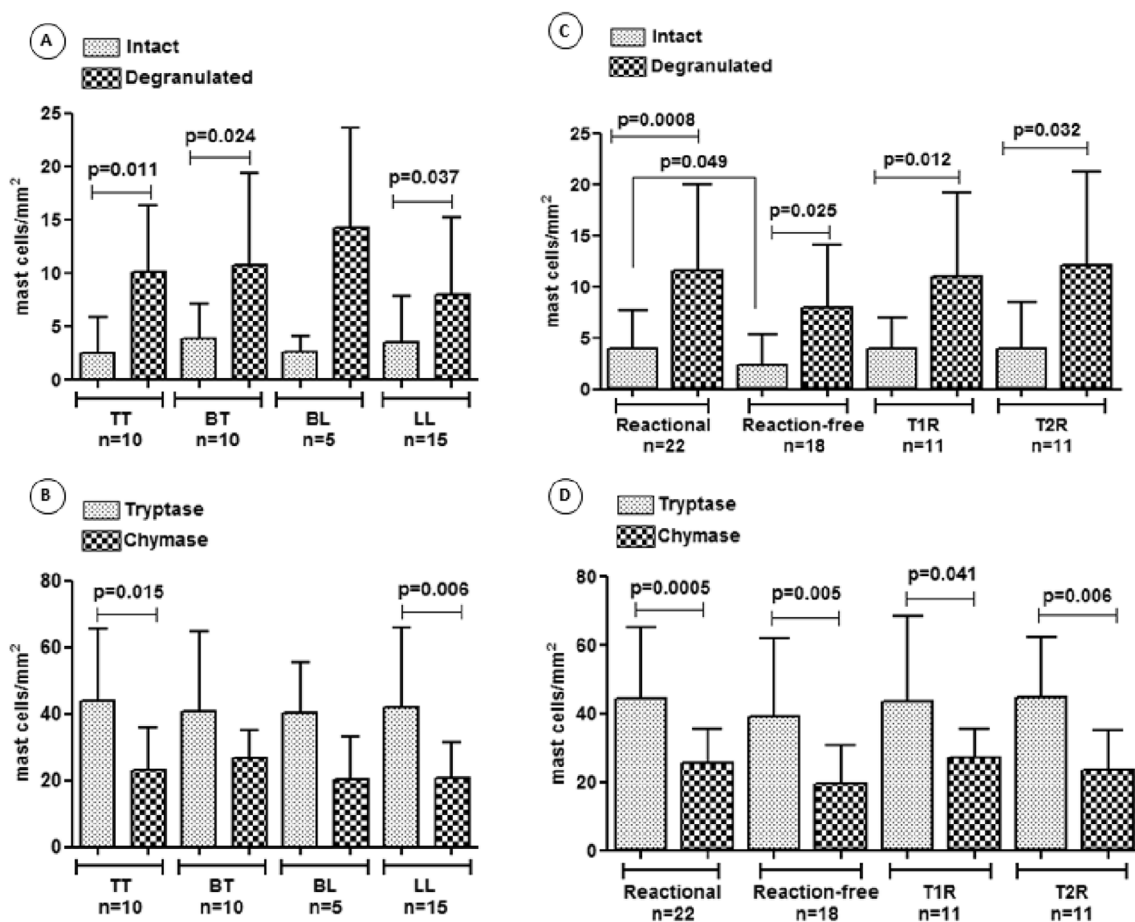 A
Intact
Degranulated
mast cells/mm²
25
20
15
10
5
0
p=0.011
p=0.024
p=0.037
TT
n=10
BT
n=10
BL
n=5
LL
n=15
C
Intact
Degranulated
mast cells/mm²
25
20
15
10
5
0
p=0.0008
p=0.049
p=0.025
p=0.012
p=0.032
Reactional
n=22
Reaction-free
n=18
T1R
n=11
T2R
n=11
B
Tryptase
Chymase
mast cells/mm²
80
60
40
20
0
p=0.015
p=0.006
TT
n=10
BT
n=10
BL
n=5
LL
n=15
D
Tryptase
Chymase
mast cells/mm²
80
60
40
20
0
p=0.0005
p=0.005
p=0.041
p=0.006
Reactional
n=22
Reaction-free
n=18
T1R
n=11
T2R
n=11